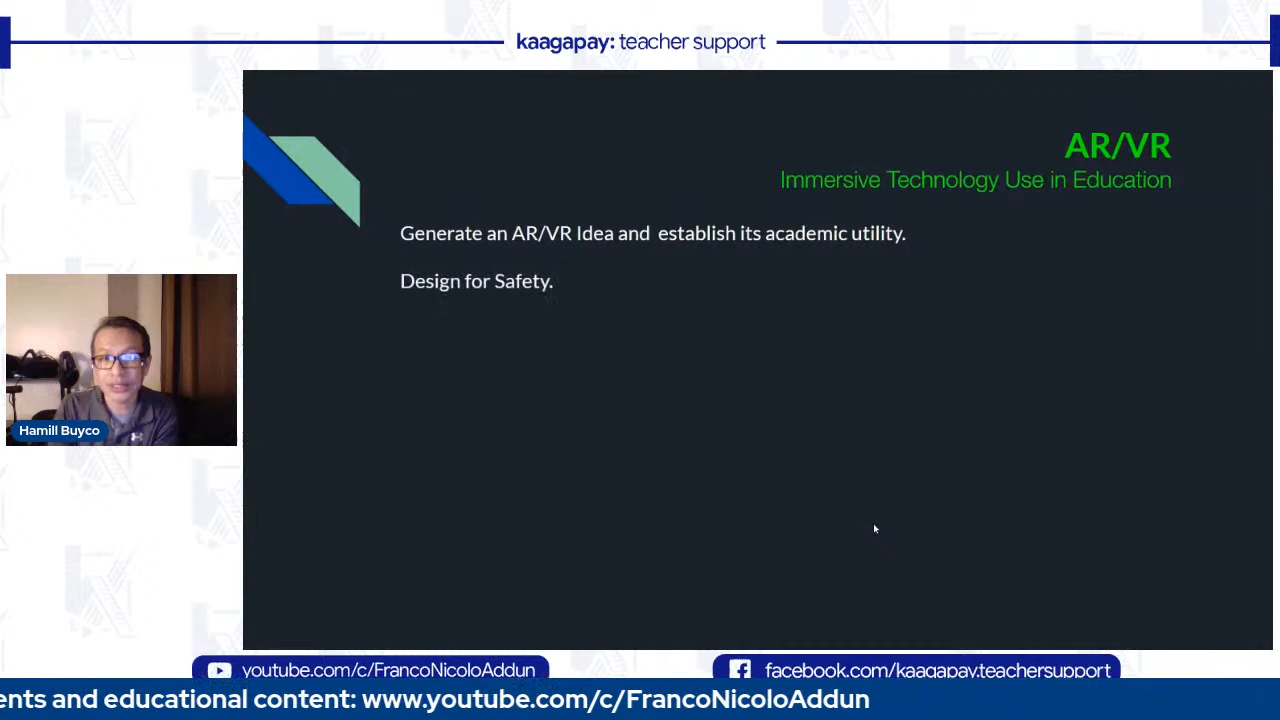 kaagapay: teacher support
AR/VR
Immersive Technology Use in Education
Generate an AR/VR Idea and establish its academic utility.
Design for Safety.
Hamill Buyco
youtube.com/c/FrancoNicoloAddun
facebook.com/kaagapay.teachersupport
ents and educational content: www.youtube.com/c/FrancoNicoloAddun